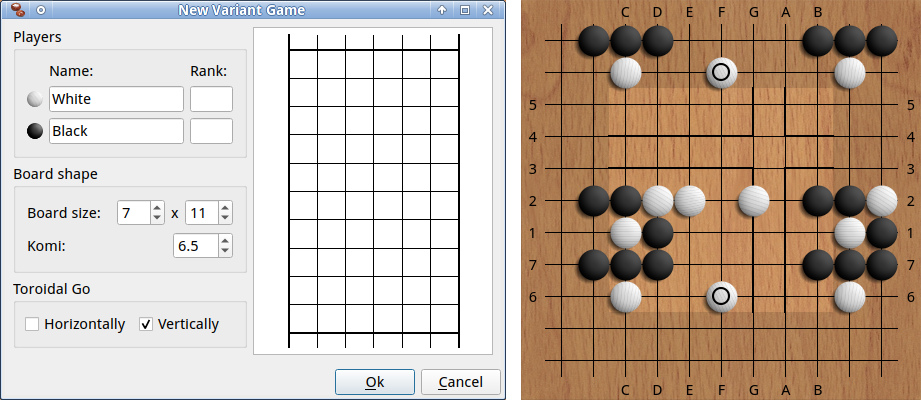 New Variant Game
Players
Name: Rank:
White
Black
Board shape
Board size: 7 x 11
Komi: 6.5
Toroidal Go
Horizontally Vertically
Ok Cancel
C D E F G A B
5 5
4 4
3 3
2 2
1 1
7 7
6 6
C D E F G A B